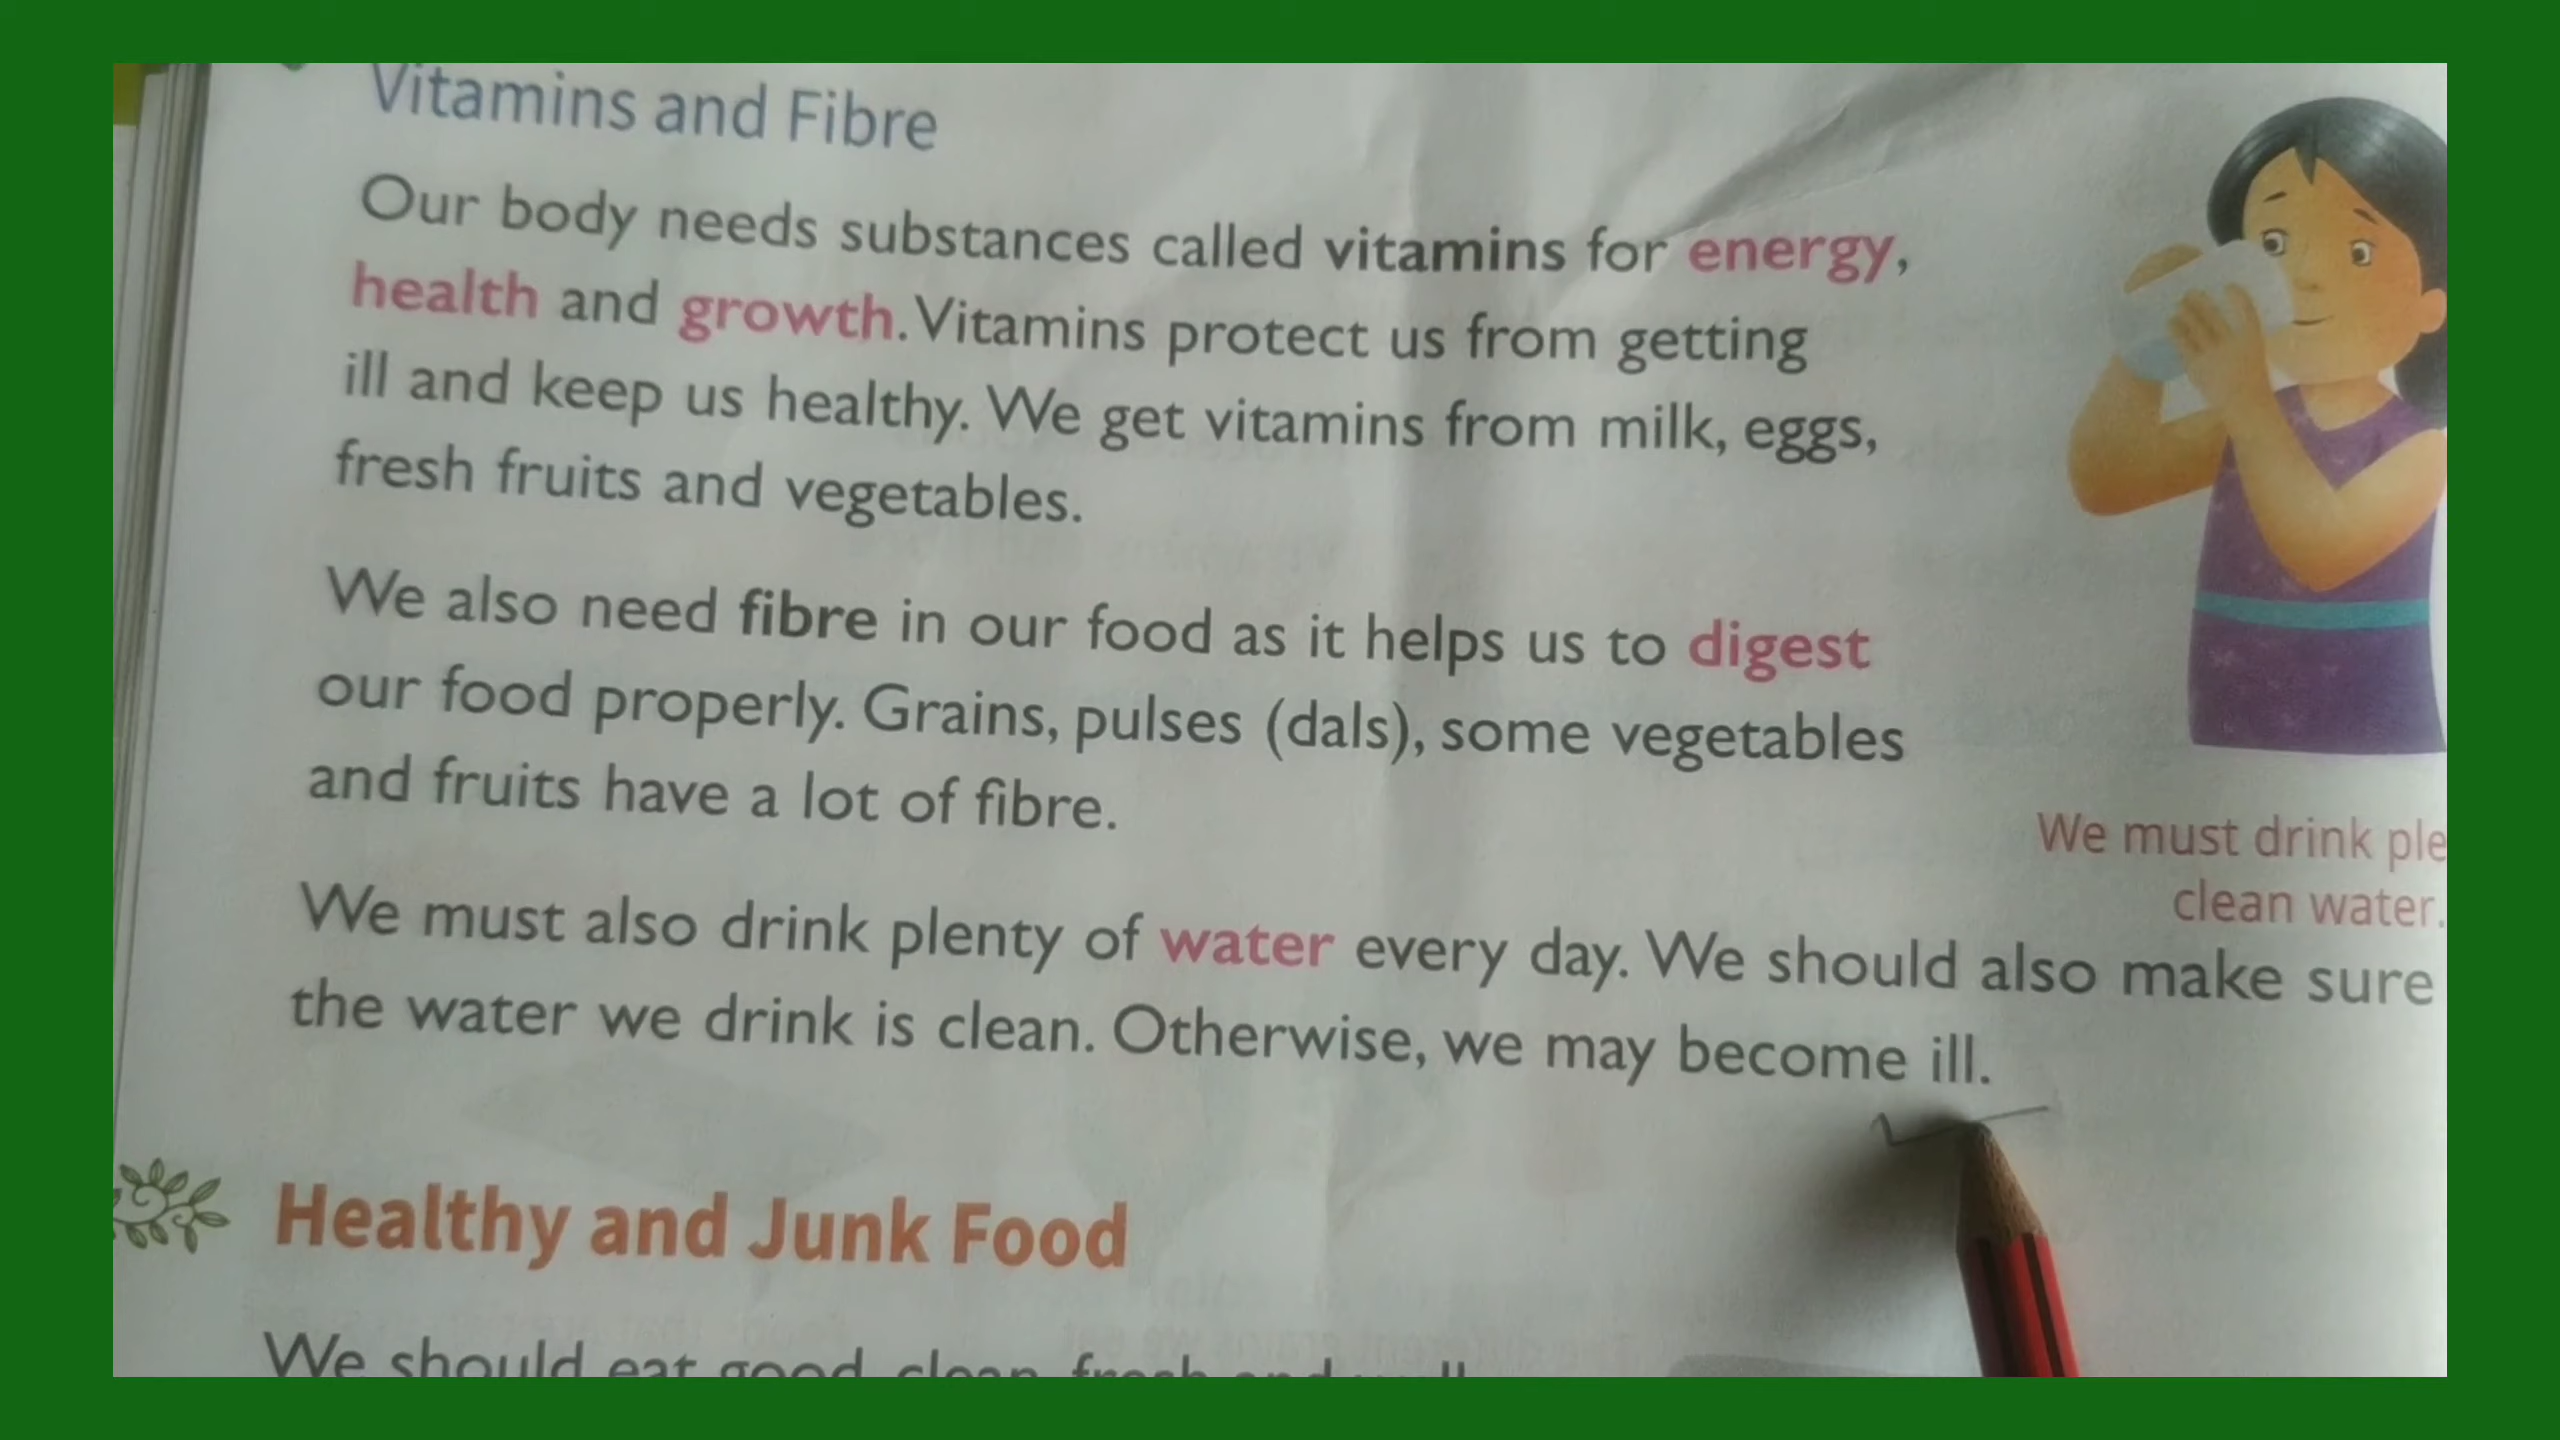 Vitamins and Fibre
Our body needs substances called vitamins for energy,
health and growth. Vitamins protect us from getting
ill and keep us healthy. We get vitamins from milk, eggs,
fresh fruits and vegetables.
We also need fibre in our food as it helps us to digest
our food properly. Grains, pulses (dals), some vegetables
and fruits have a lot of fibre.
We must drink
clean water.
We must also drink plenty of water every day. We should also make sure
the water we drink is clean. Otherwise, we may become ill.
Healthy and Junk Food
We should eat good, clean, fresh and